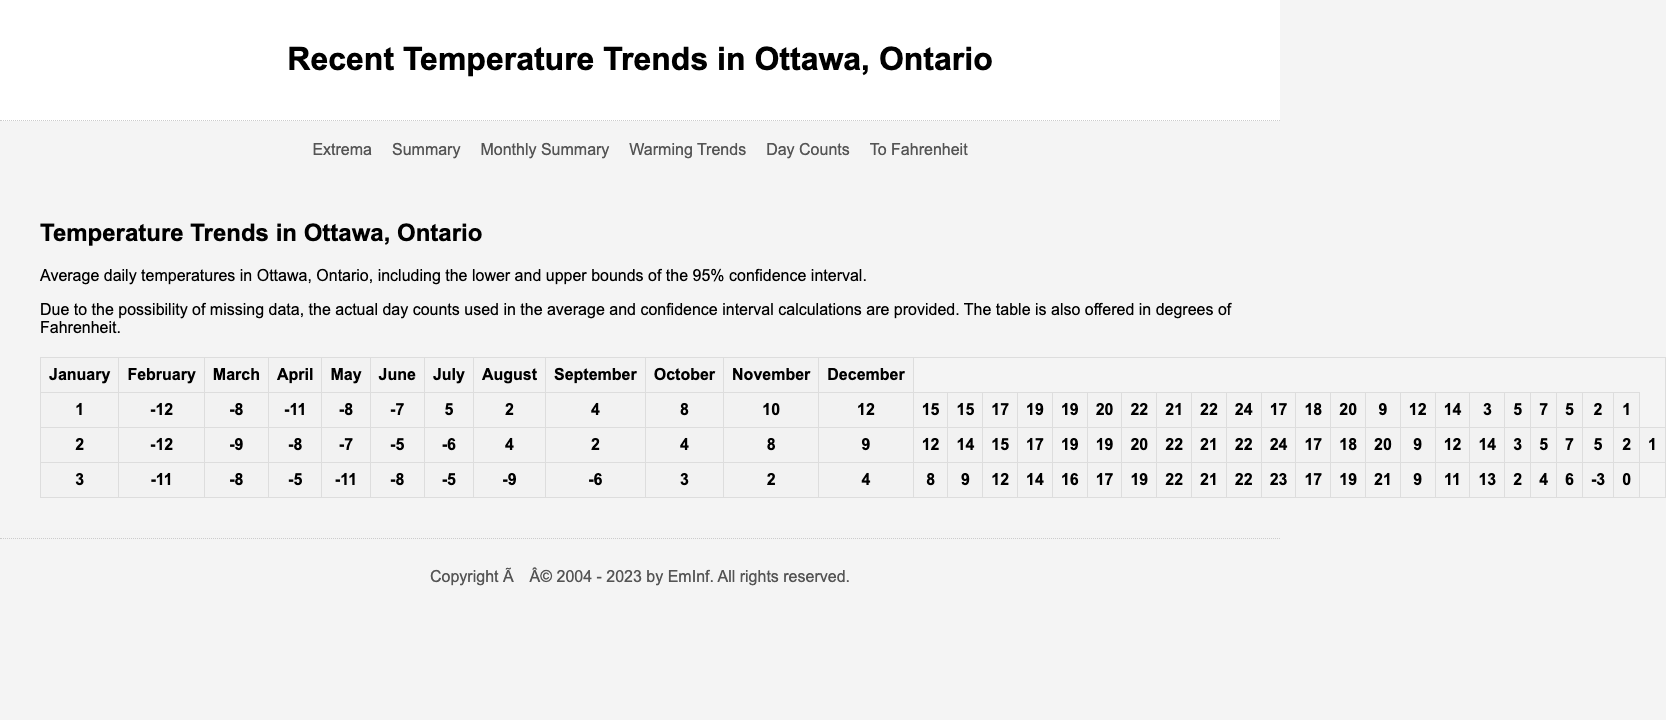 Recent Temperature Trends in Ottawa, Ontario
Extrema Summary Monthly Summary Warming Trends Day Counts To Fahrenheit
Temperature Trends in Ottawa, Ontario
Average daily temperatures in Ottawa, Ontario, including the lower and upper bounds of the 95% confidence interval.
Due to the possibility of missing data, the actual day counts used in the average and confidence interval calculations are provided. The table is also offered in degrees of
Fahrenheit.
January February March April May June July August September October November December
1 -12 -8 -11 -8 -7 5 2 4 8 10 12 15 15 17 19 19 20 22 21 22 24 17 18 20 9 12 14 3 5 7 5 2 1
2 -12 -9 -8 -7 -5 -6 4 2 4 8 9 12 14 15 17 19 19 20 22 21 22 24 17 18 20 9 12 14 3 5 7 5 2 1
3 -11 -8 -5 -11 -8 -5 -9 -6 3 2 4 8 9 12 14 16 17 19 22 21 22 23 17 19 21 9 11 13 2 4 6 -3 0
Copyright Ã Â© 2004 - 2023 by EmInf. All rights reserved.